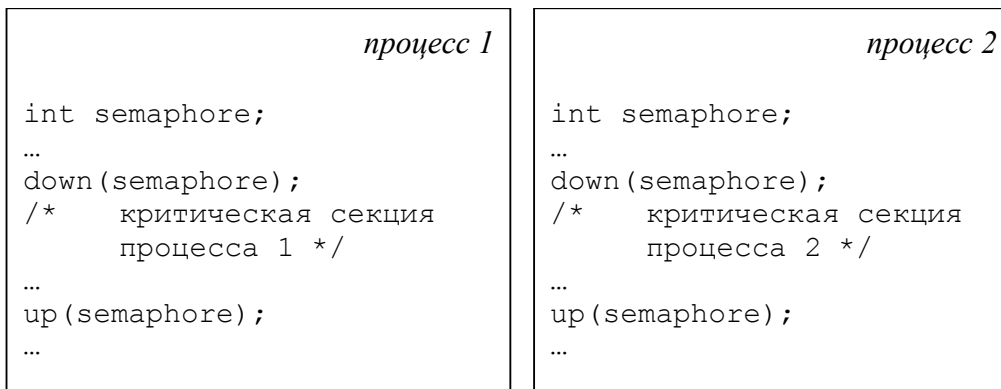 процесс 1
int semaphore;
…
down(semaphore);
/* критическая секция
процесса 1 */
…
up(semaphore);
…
процесс 2
int semaphore;
…
down(semaphore);
/* критическая секция
процесса 2 */
…
up(semaphore);
…